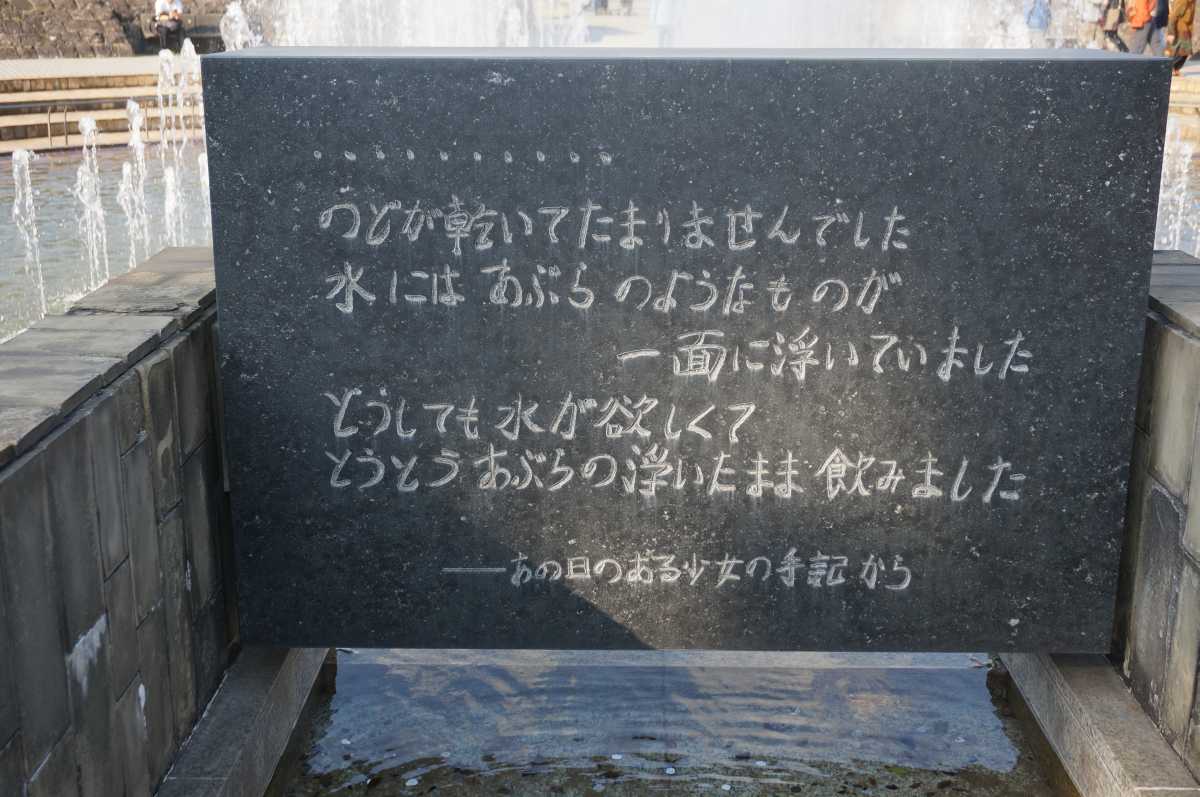 ・・・・・・・・・・
のどが乾いてたまりませんでした
水には あぶらのようなものが
一面に浮いていました
どうしても水が欲しくて
とうとうあぶらの浮いたまま飲みました
──あの日のある少女の手記から